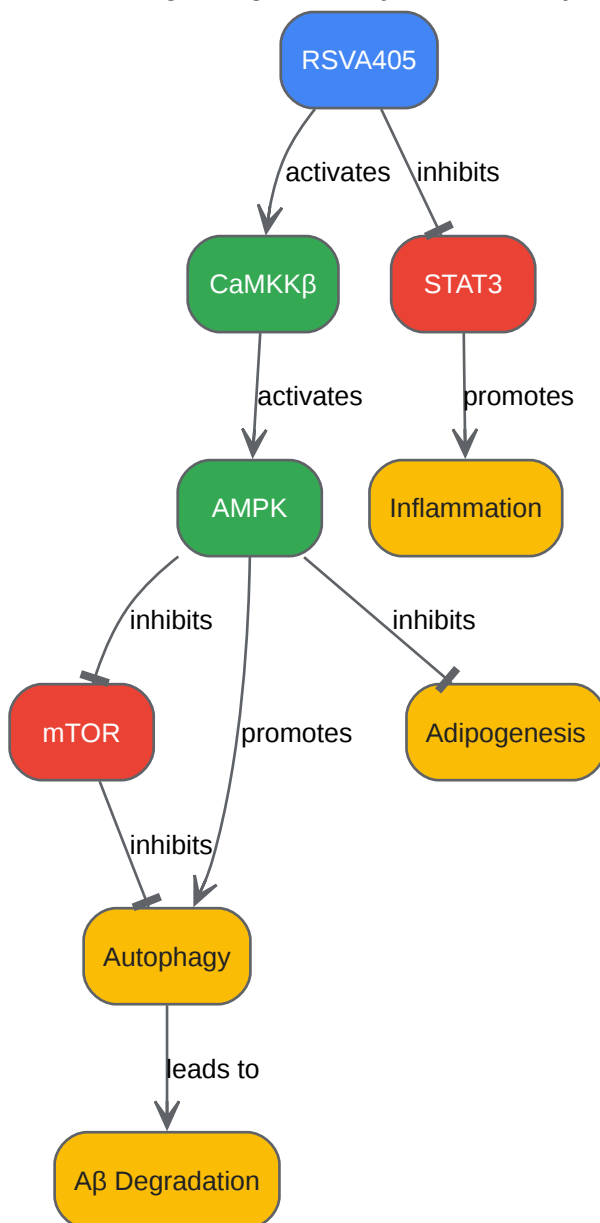 RSVA405
activates
inhibits
CaMKKβ
STAT3
activates
promotes
AMPK
Inflammation
inhibits
inhibits
mTOR
promotes
Adipogenesis
inhibits
Autophagy
leads to
Aβ Degradation